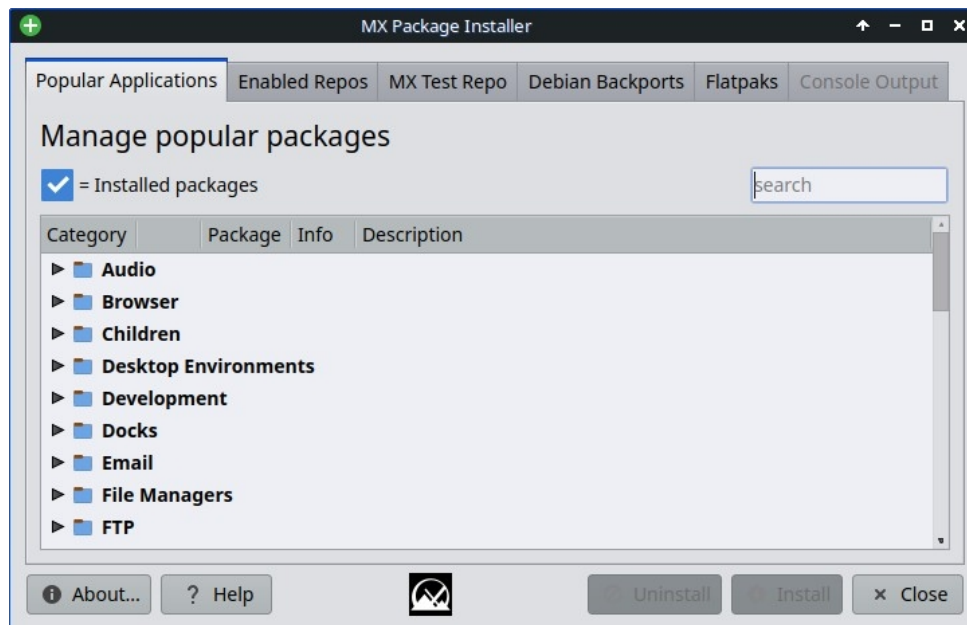 MX Package Installer
Popular Applications Enabled Repos MX Test Repo Debian Backports Flatpaks Console Output
Manage popular packages
= Installed packages
search
Category Package Info Description
Audio
Browser
Children
Desktop Environments
Development
Docks
Email
File Managers
FTP
About... ? Help Uninstall Install Close